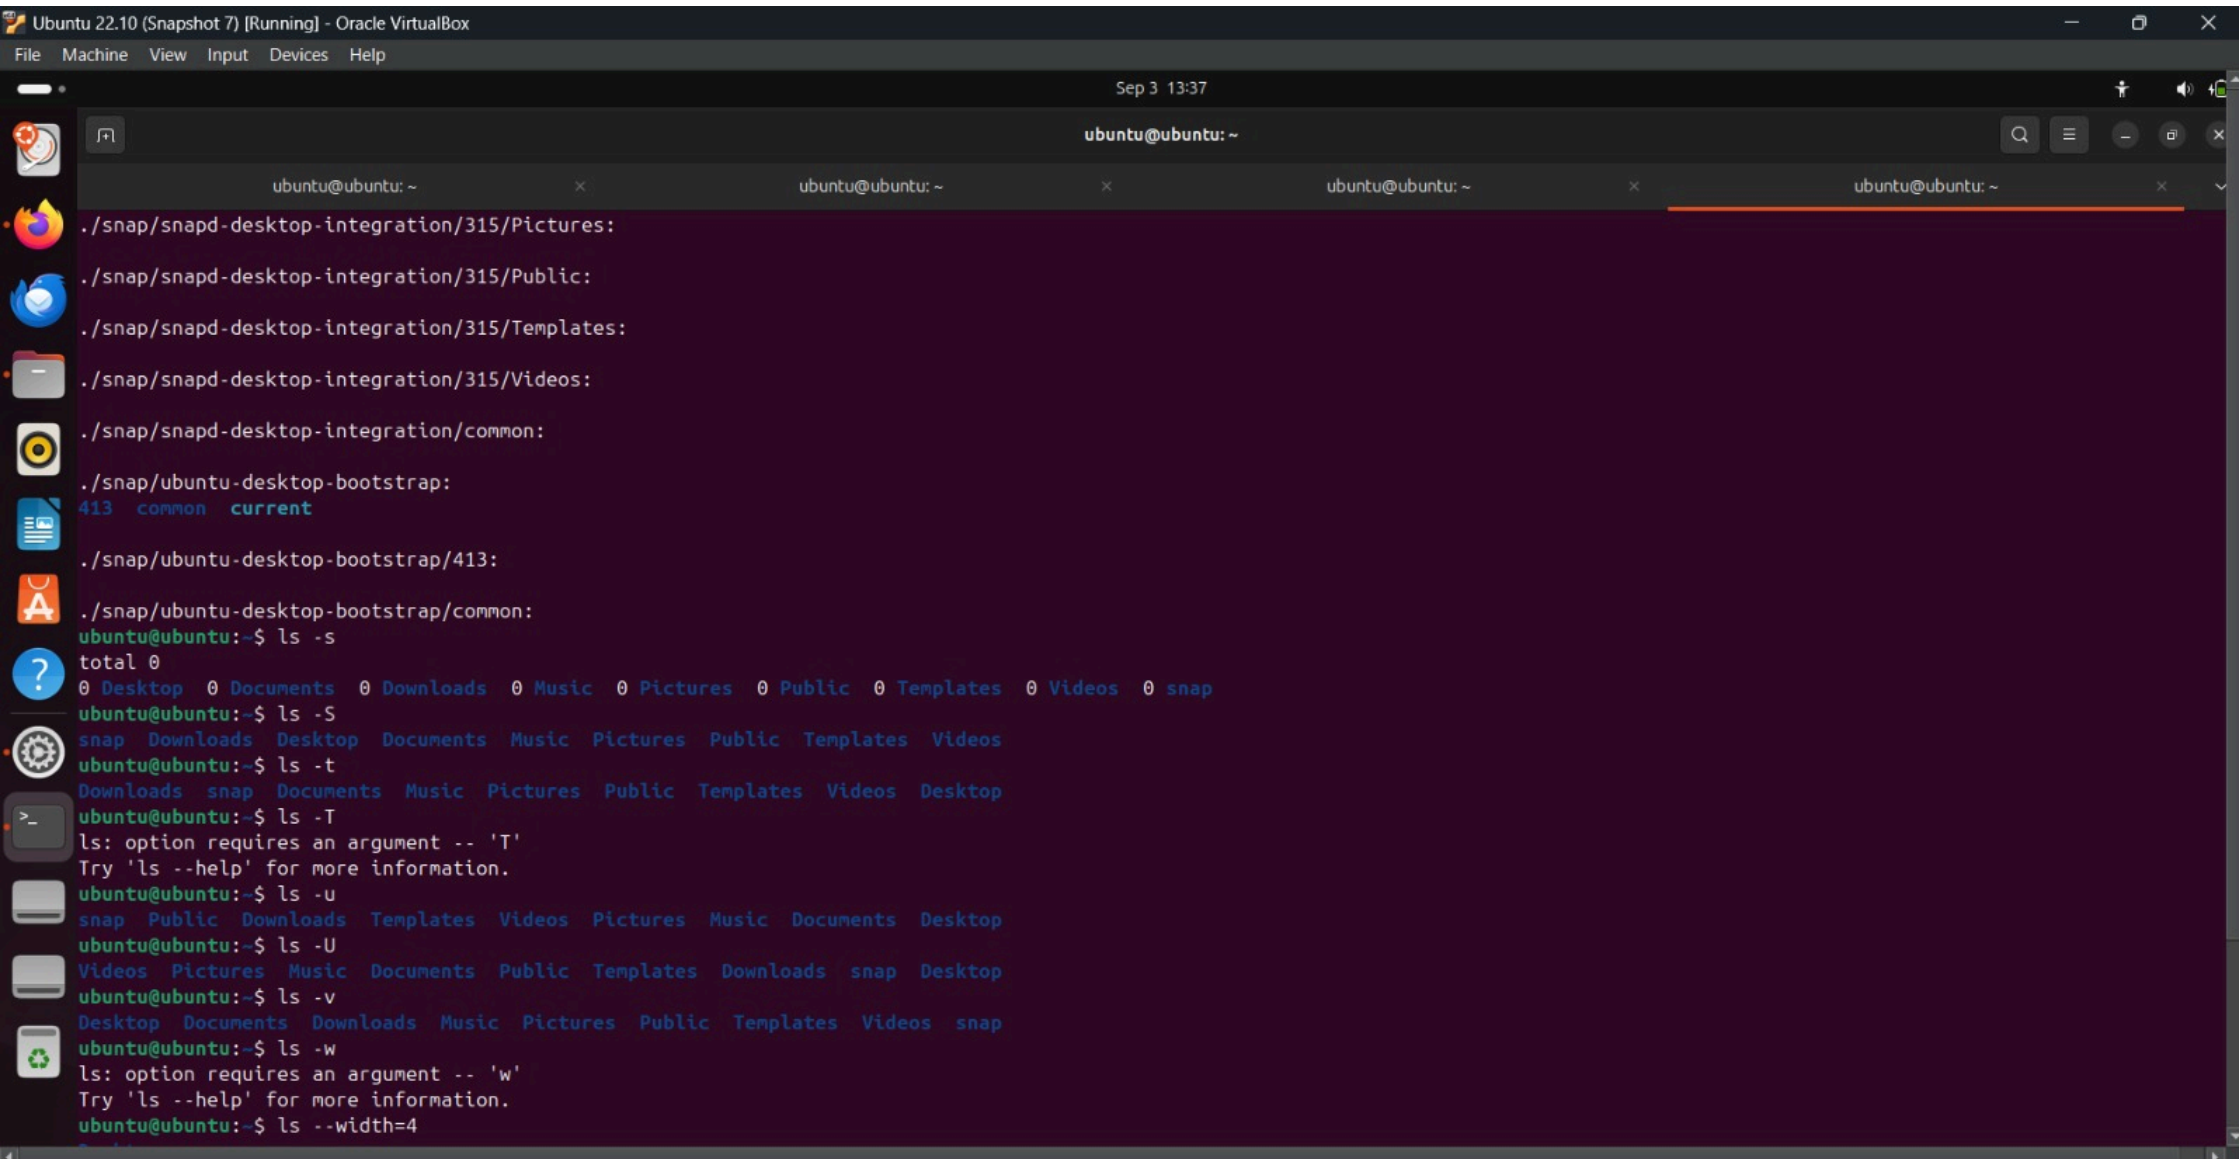 Ubuntu 22.10 (Snapshot 7) [Running] - Oracle VirtualBox
File Machine View Input Devices Help
Sep 3 13:37
ubuntu@ubuntu: ~
ubuntu@ubuntu: ~ ubuntu@ubuntu: ~ ubuntu@ubuntu: ~ ubuntu@ubuntu: ~
./snap/snapd-desktop-integration/315/Pictures:
./snap/snapd-desktop-integration/315/Public:
./snap/snapd-desktop-integration/315/Templates:
./snap/snapd-desktop-integration/315/Videos:
./snap/snapd-desktop-integration/common:
./snap/ubuntu-desktop-bootstrap:
413 common current
./snap/ubuntu-desktop-bootstrap/413:
./snap/ubuntu-desktop-bootstrap/common:
ubuntu@ubuntu:~$ ls -s
total 0
0 Desktop 0 Documents 0 Downloads 0 Music 0 Pictures 0 Public 0 Templates 0 Videos 0 snap
ubuntu@ubuntu:~$ ls -S
snap Downloads Desktop Documents Music Pictures Public Templates Videos
ubuntu@ubuntu:~$ ls -t
Downloads snap Documents Music Pictures Public Templates Videos Desktop
ubuntu@ubuntu:~$ ls -T
ls: option requires an argument -- 'T'
Try 'ls --help' for more information.
ubuntu@ubuntu:~$ ls -u
snap Public Downloads Templates Videos Pictures Music Documents Desktop
ubuntu@ubuntu:~$ ls -U
Videos Pictures Music Documents Public Templates Downloads snap Desktop
ubuntu@ubuntu:~$ ls -v
Desktop Documents Downloads Music Pictures Public Templates Videos snap
ubuntu@ubuntu:~$ ls -w
ls: option requires an argument -- 'w'
Try 'ls --help' for more information.
ubuntu@ubuntu:~$ ls --width=4